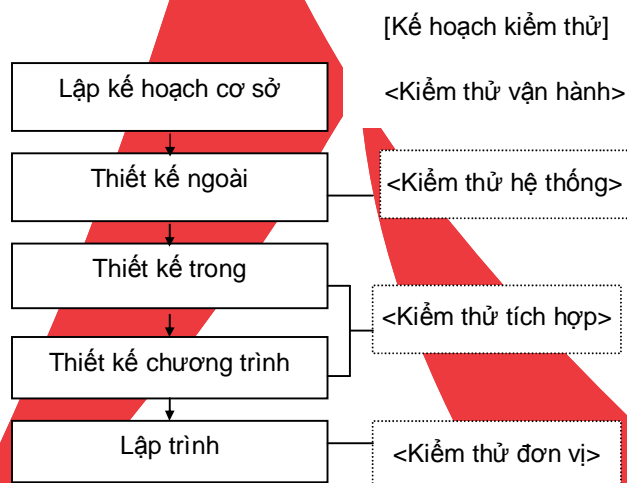 [Kế hoạch kiểm thử]
Lập kế hoạch cơ sở
<Kiểm thử vận hành>
Thiết kế ngoài
<Kiểm thử hệ thống>
Thiết kế trong
<Kiểm thử tích hợp>
Thiết kế chương trình
Lập trình
<Kiểm thử đơn vị>